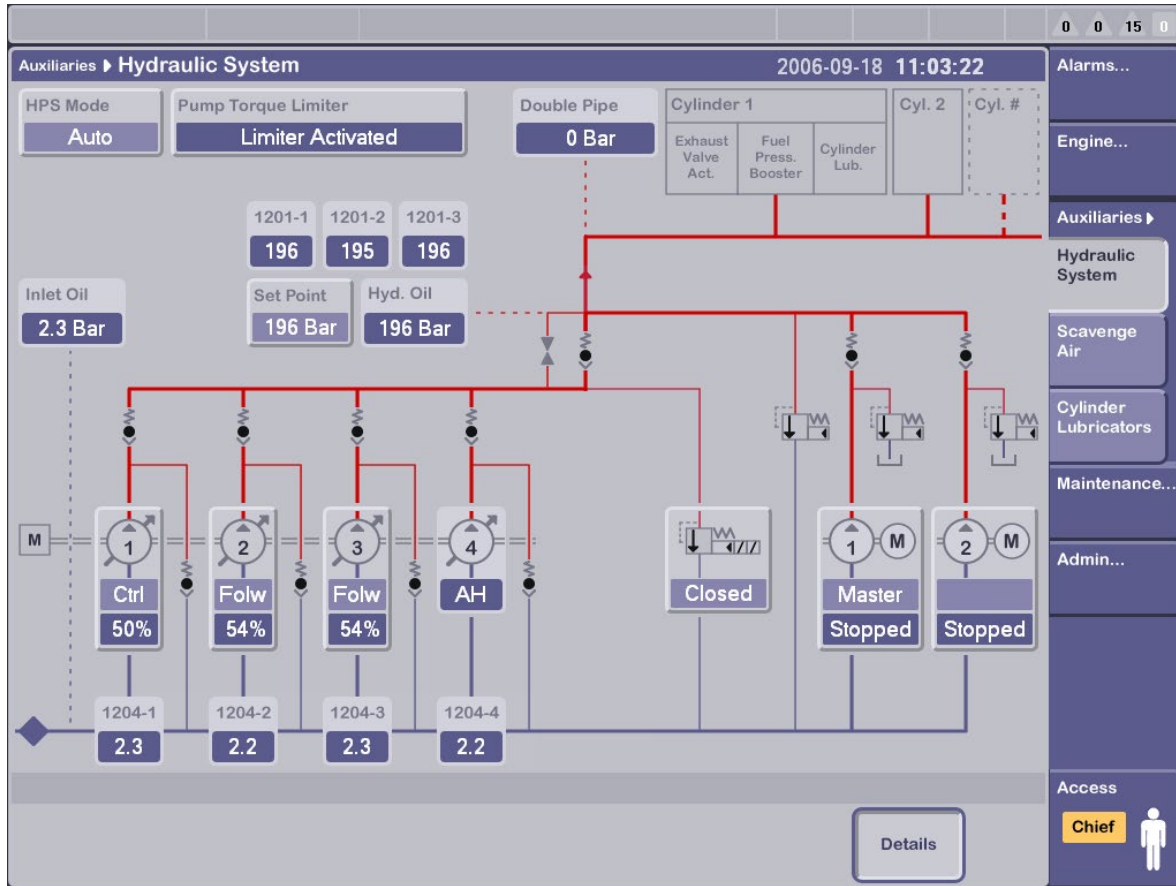 0 0 15 0
Auxiliaries Hydraulic System 2006-09-18 11:03:22
Alarms...
Engine...
Auxiliaries
Hydraulic
System
Scavenge
Air
Cylinder
Lubricators
Maintenance...
Admin...
HPS Mode
Auto
Pump Torque Limiter
Limiter Activated
Double Pipe
0 Bar
Cylinder 1
Exhaust
Valve
Act.
Fuel
Press.
Booster
Cylinder
Lub.
Cyl. 2
Cyl. #
1201-1 1201-2 1201-3
196 195 196
Inlet Oil
2.3 Bar
Set Point
196 Bar
Hyd. Oil
196 Bar
M
1
Ctrl
50%
2
Folw
54%
3
Folw
54%
4
AH
Closed
1 M
Master
Stopped
2 M
Stopped
1204-1 1204-2 1204-3 1204-4
2.3 2.2 2.3 2.2
Details
Access
Chief